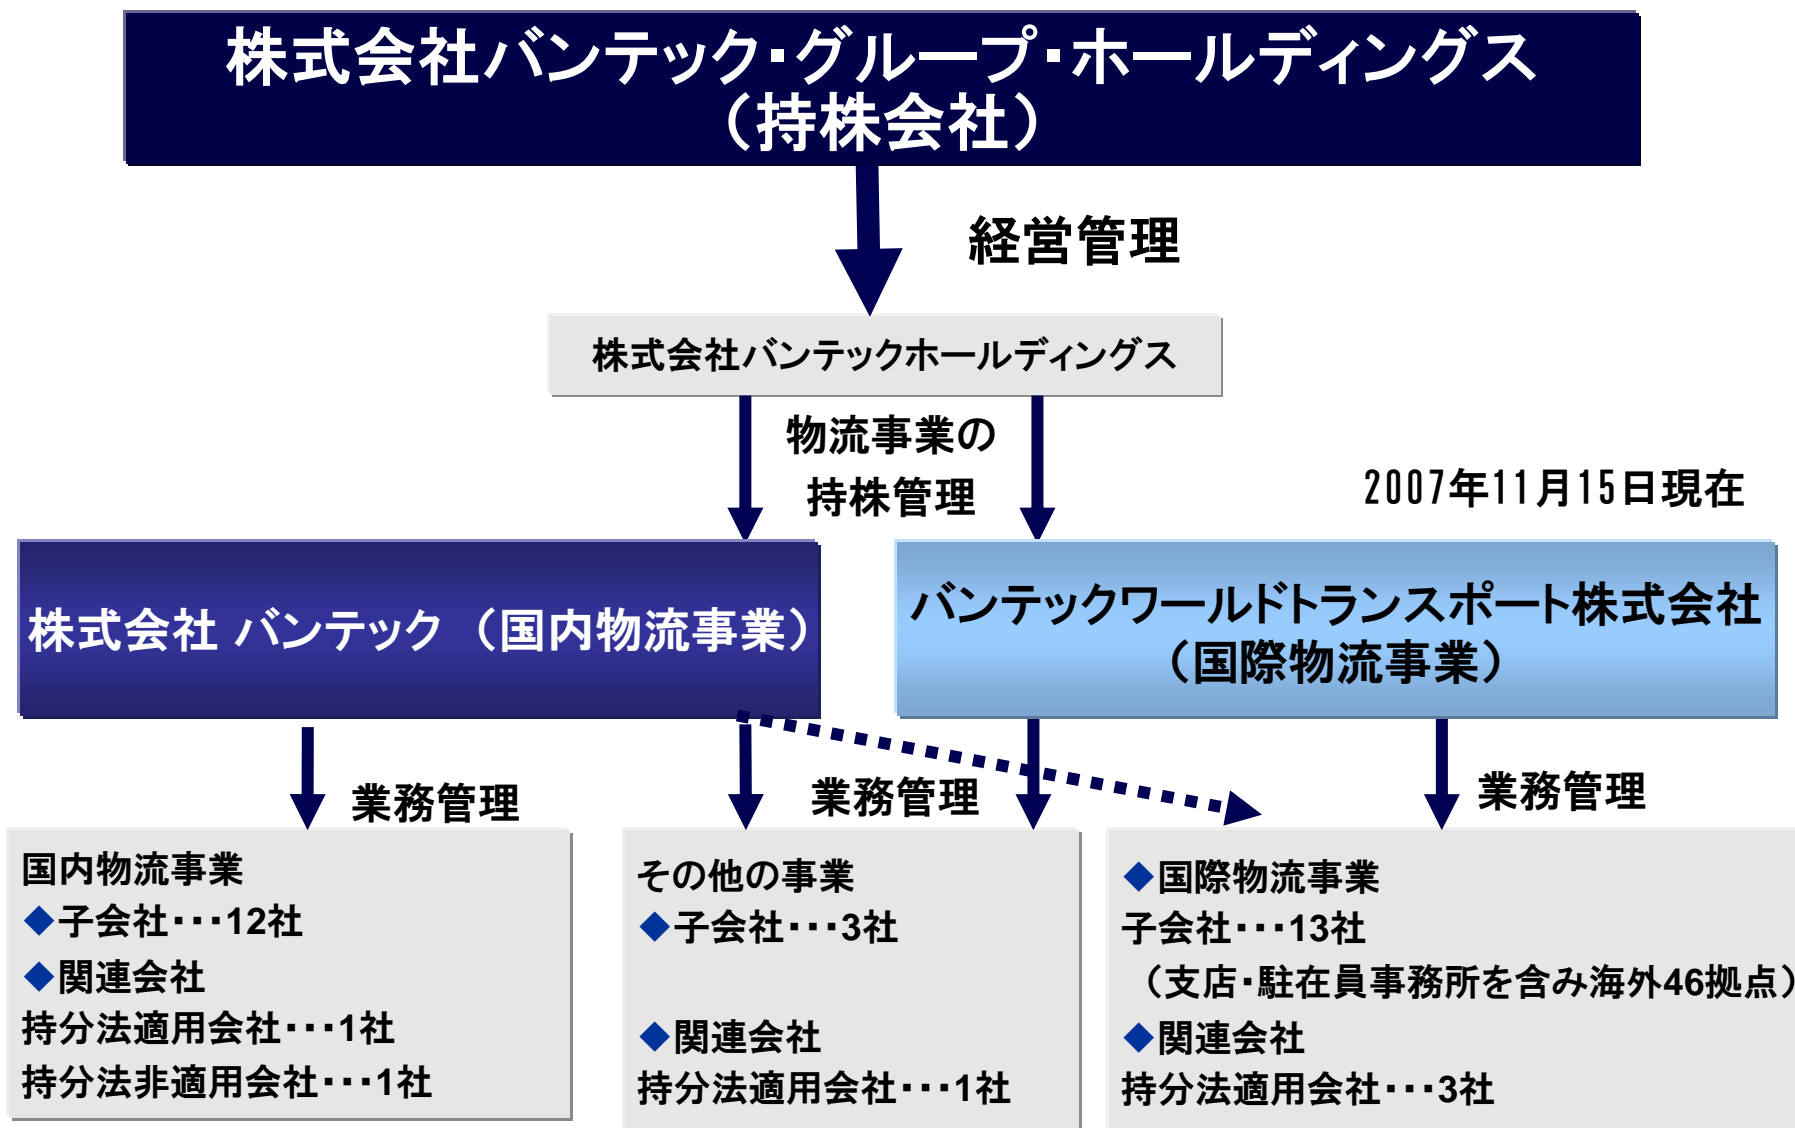 株式会社バンテック・グループ・ホールディングス
（持株会社）
経営管理
株式会社バンテックホールディングス
物流事業の
持株管理
2007年11月15日現在
株式会社 バンテック （国内物流事業）
バンテックワールドトランスポート株式会社
（国際物流事業）
業務管理
業務管理
業務管理
国内物流事業
◆子会社・・・12社
◆関連会社
持分法適用会社・・・1社
持分法非適用会社・・・1社
その他の事業
◆子会社・・・3社
◆関連会社
持分法適用会社・・・1社
◆国際物流事業
子会社・・・13社
（支店・駐在員事務所を含み海外46拠点）
◆関連会社
持分法適用会社・・・3社